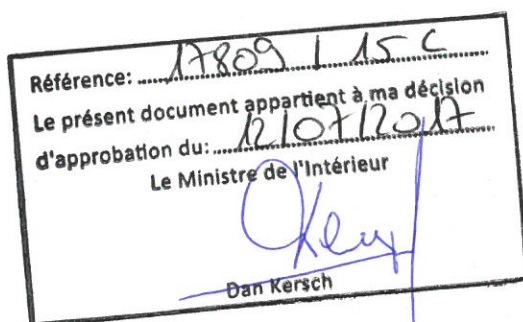 Référence: 17809 / 15 C
Le présent document appartient à ma décision
d'approbation du: 12/07/2017
Le Ministre de l'Intérieur
Dan Kersch